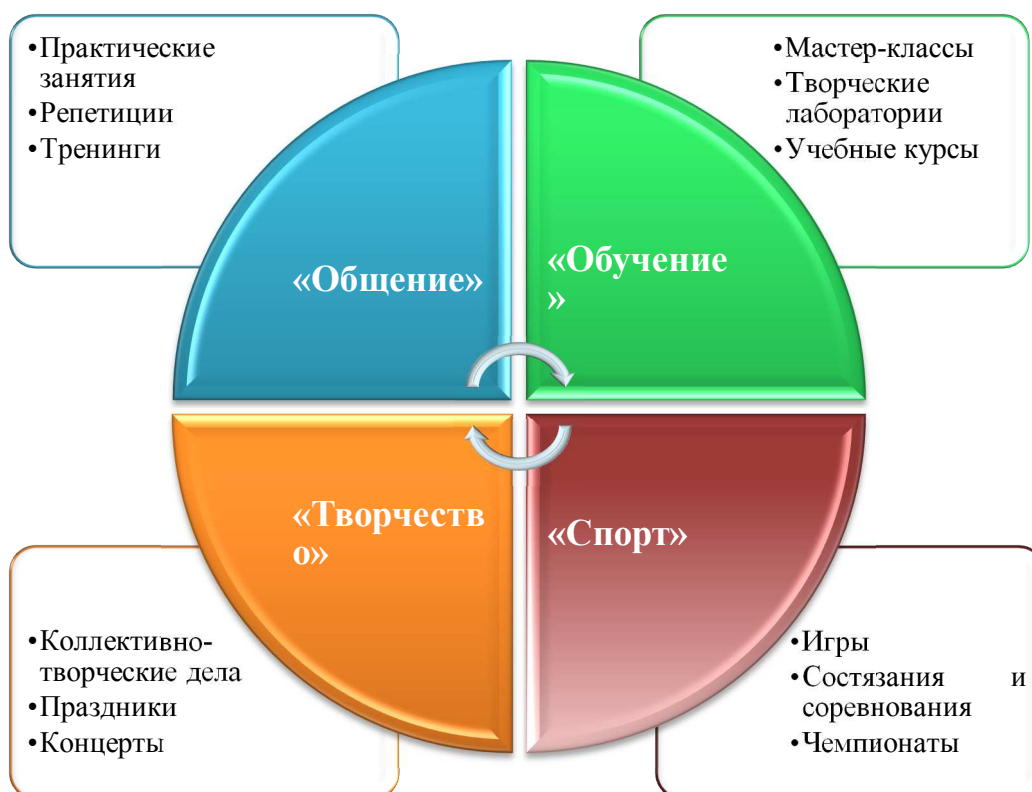 •Практические
занятия
•Репетиции
•Тренинги
•Мастер-классы
•Творческие
лаборатории
•Учебные курсы
«Общение»
«Обучение
»
«Творчеств
о»
«Спорт»
•Коллективно-
творческие дела
•Праздники
•Концерты
•Игры
•Состязания и
соревнования
•Чемпионаты